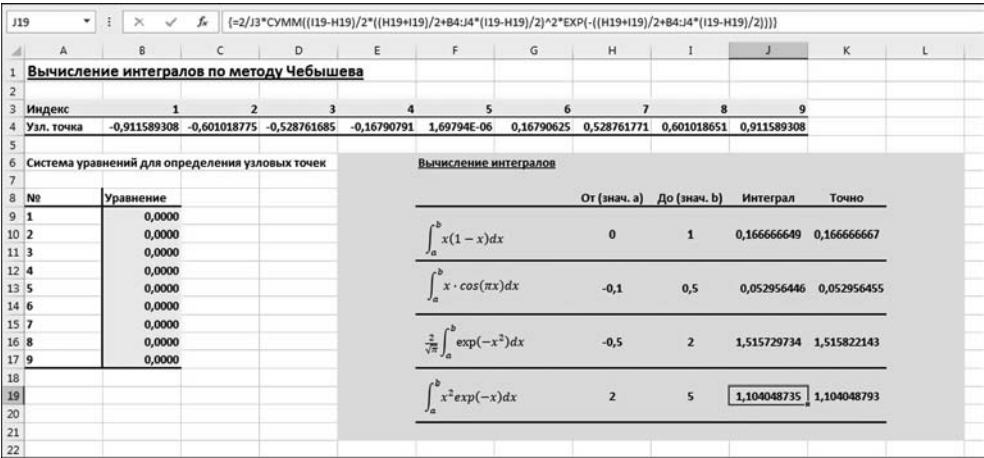 J19 fx {=2/J3*СУММ((I19-H19)/2*((H19+I19)/2+B4:J4*(I19-H19)/2)^2*EXP(-((H19+I19)/2+B4:J4*(I19-H19)/2)))}
A B C D E F G H I J K L
1 Вычисление интегралов по методу Чебышева
2
3 Индекс 1 2 3 4 5 6 7 8 9
4 Узл. точка -0,911589308 -0,601018775 -0,528761685 -0,16790791 1,69794E-06 0,16790625 0,528761771 0,601018651 0,911589308
5
6 Система уравнений для определения узловых точек Вычисление интегралов
7
8 № Уравнение От (знач. a) До (знач. b) Интеграл Точно
9 1 0,0000
10 2 0,0000 ∫_a^b x(1 − x)dx 0 1 0,166666649 0,166666667
11 3 0,0000
12 4 0,0000
13 5 0,0000 ∫_a^b x · cos(πx)dx -0,1 0,5 0,052956446 0,052956455
14 6 0,0000
15 7 0,0000
16 8 0,0000 2/√π ∫_a^b exp(−x²)dx -0,5 2 1,515729734 1,515822143
17 9 0,0000
18
19 ∫_a^b x²exp(−x)dx 2 5 1,104048735 1,104048793
20
21
22